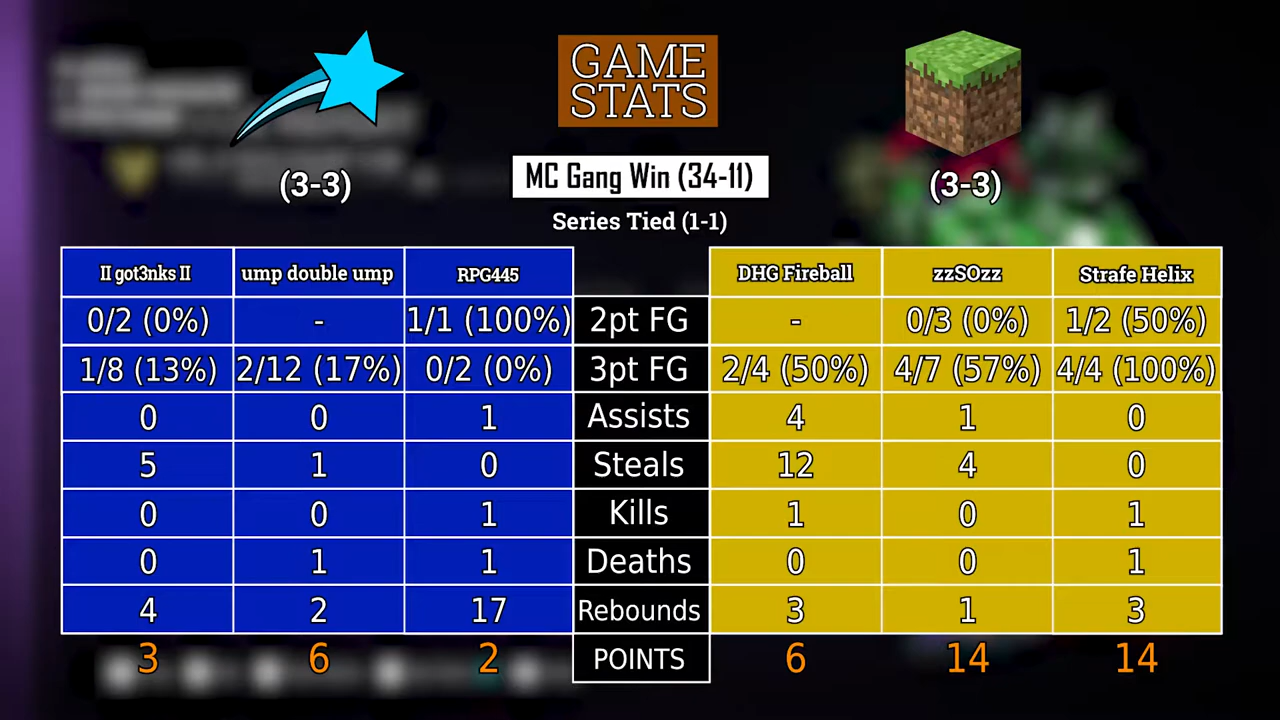 GAME
STATS
(3-3)
MC Gang Win (34-11)
(3-3)
Series Tied (1-1)
II got3nks II ump double ump RPG445 DHG Fireball zzSOzz Strafe Helix
0/2 (0%) - 1/1 (100%) 2pt FG - 0/3 (0%) 1/2 (50%)
1/8 (13%) 2/12 (17%) 0/2 (0%) 3pt FG 2/4 (50%) 4/7 (57%) 4/4 (100%)
0 0 1 Assists 4 1 0
5 1 0 Steals 12 4 0
0 0 1 Kills 1 0 1
0 1 1 Deaths 0 0 1
4 2 17 Rebounds 3 1 3
3 6 2 POINTS 6 14 14